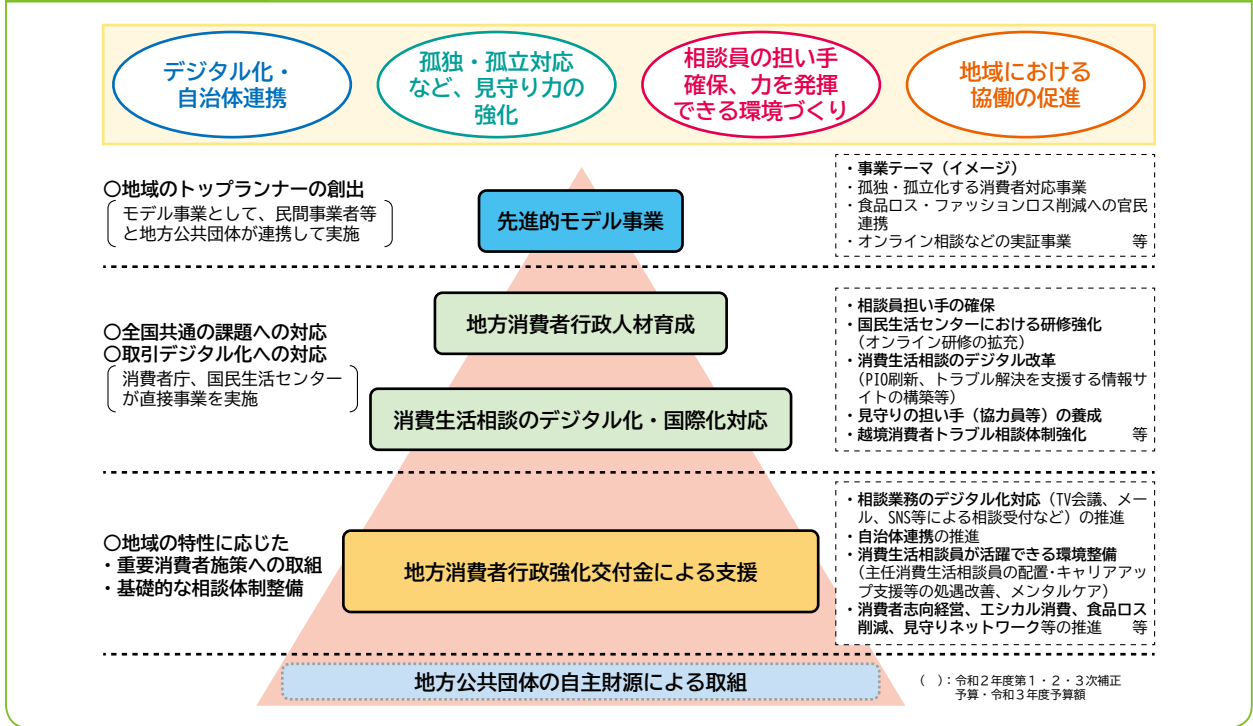 デジタル化・
自治体連携
孤独・孤立対応
など、見守り力の
強化
相談員の担い手
確保、力を発揮
できる環境づくり
地域における
協働の促進
〇地域のトップランナーの創出
モデル事業として、民間事業者等
と地方公共団体が連携して実施
先進的モデル事業
・事業テーマ（イメージ）
・孤独・孤立化する消費者対応事業
・食品ロス・ファッションロス削減への官民
連携
・オンライン相談などの実証事業 等
〇全国共通の課題への対応
〇取引デジタル化への対応
消費者庁、国民生活センター
が直接事業を実施
地方消費者行政人材育成
消費生活相談のデジタル化・国際化対応
・相談員担い手の確保
・国民生活センターにおける研修強化
（オンライン研修の拡充）
・消費生活相談のデジタル改革
（PIO刷新、トラブル解決を支援する情報サ
イトの構築等）
・見守りの担い手（協力員等）の養成
・越境消費者トラブル相談体制強化 等
〇地域の特性に応じた
・重要消費者施策への取組
・基礎的な相談体制整備
地方消費者行政強化交付金による支援
・相談業務のデジタル化対応（TV会議、メー
ル、SNS等による相談受付など）の推進
・自治体連携の推進
・消費生活相談員が活躍できる環境整備
（主任消費生活相談員の配置・キャリアアッ
プ支援等の処遇改善、メンタルケア）
・消費者志向経営、エシカル消費、食品ロス
削減、見守りネットワーク等の推進 等
地方公共団体の自主財源による取組
（ ）：令和２年度第１・２・３次補正
予算・令和３年度予算額